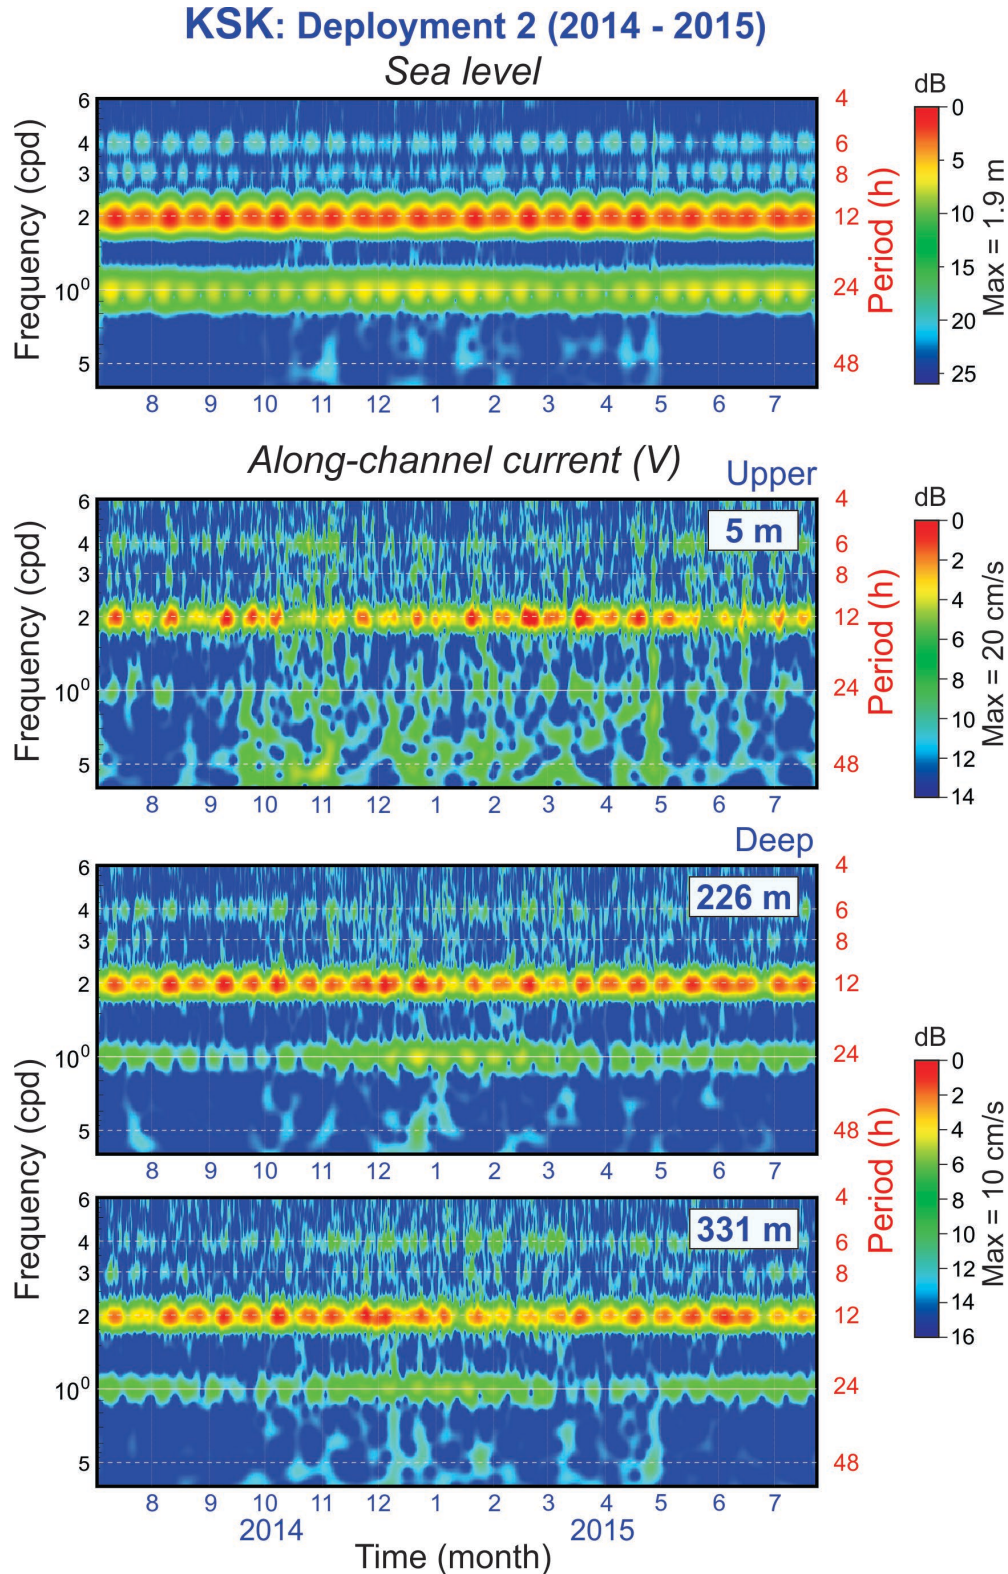 KSK: Deployment 2 (2014 - 2015)
Sea level
Frequency (cpd)
6
4
3
2
10⁰
5
8 9 10 11 12 1 2 3 4 5 6 7
4
6
8
12
24
48
Period (h)
dB
0
5
10
15
20
25
Max = 1.9 m
Along-channel current (V)
Upper
5 m
Frequency (cpd)
6
4
3
2
10⁰
5
8 9 10 11 12 1 2 3 4 5 6 7
4
6
8
12
24
48
Period (h)
dB
0
2
4
6
8
10
12
14
Max = 20 cm/s
Deep
226 m
Frequency (cpd)
6
4
3
2
10⁰
5
8 9 10 11 12 1 2 3 4 5 6 7
4
6
8
12
24
48
331 m
Frequency (cpd)
6
4
3
2
10⁰
5
8 9 10 11 12 1 2 3 4 5 6 7
2014 2015
Time (month)
4
6
8
12
24
48
Period (h)
dB
0
2
4
6
8
10
12
14
16
Max = 10 cm/s